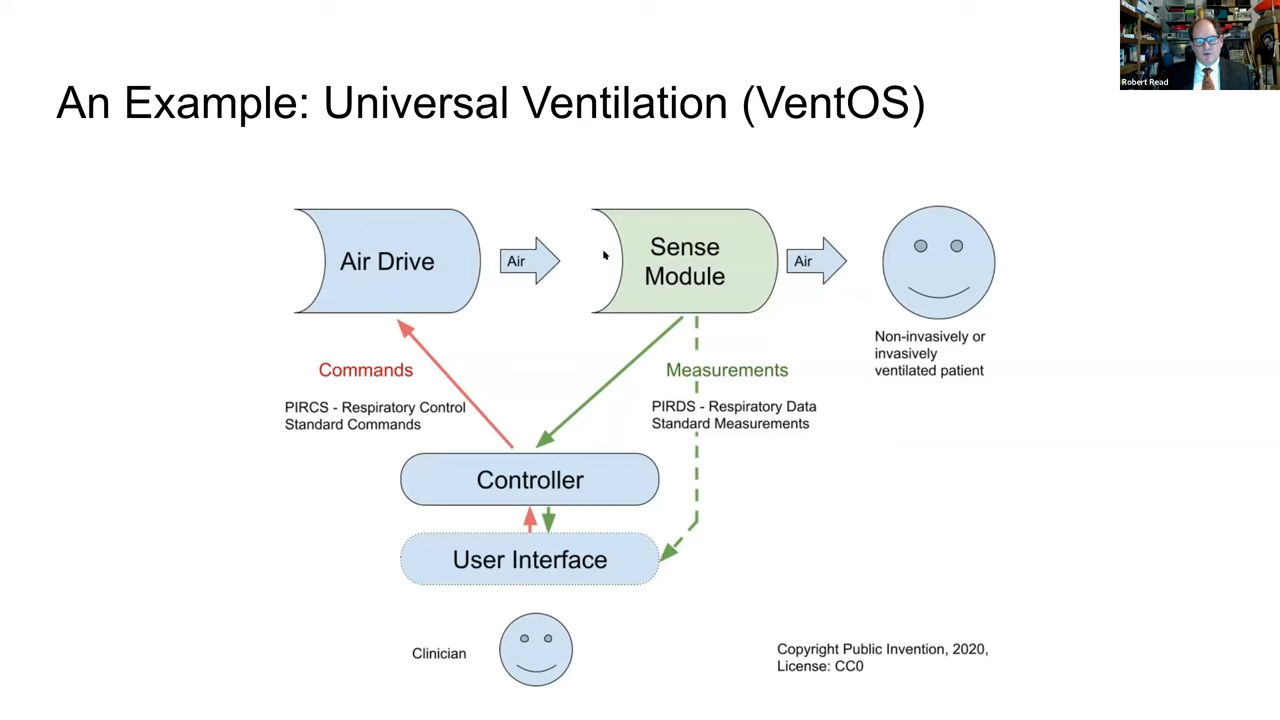 Robert Read
An Example: Universal Ventilation (VentOS)
Air Drive
Air
Sense
Module
Air
Non-invasively or
invasively
ventilated patient
Commands
PIRCS - Respiratory Control
Standard Commands
Measurements
PIRDS - Respiratory Data
Standard Measurements
Controller
User Interface
Clinician
Copyright Public Invention, 2020,
License: CC0